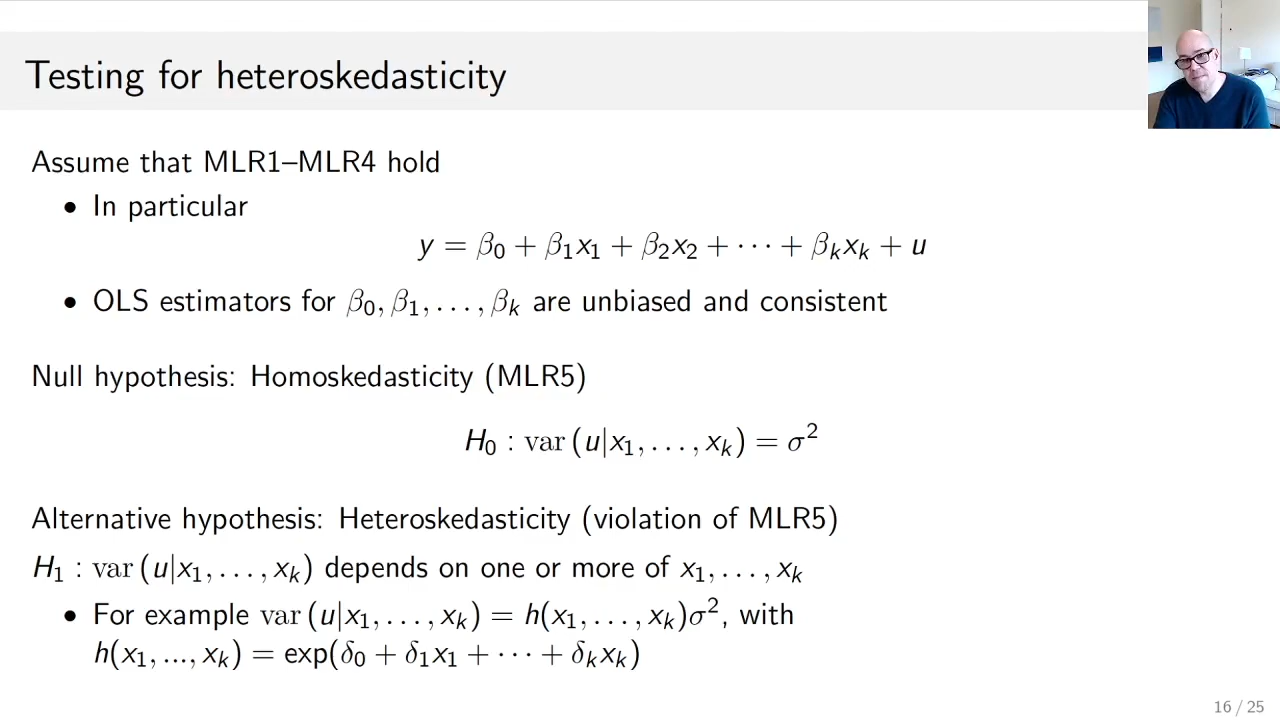 Testing for heteroskedasticity
Assume that MLR1–MLR4 hold
• In particular
y = β₀ + β₁x₁ + β₂x₂ + ⋯ + βₖxₖ + u
• OLS estimators for β₀, β₁, . . . , βₖ are unbiased and consistent
Null hypothesis: Homoskedasticity (MLR5)
H₀ : var (u|x₁, . . . , xₖ) = σ²
Alternative hypothesis: Heteroskedasticity (violation of MLR5)
H₁ : var (u|x₁, . . . , xₖ) depends on one or more of x₁, . . . , xₖ
• For example var (u|x₁, . . . , xₖ) = h(x₁, . . . , xₖ)σ², with
h(x₁, ..., xₖ) = exp(δ₀ + δ₁x₁ + ⋯ + δₖxₖ)
16 / 25